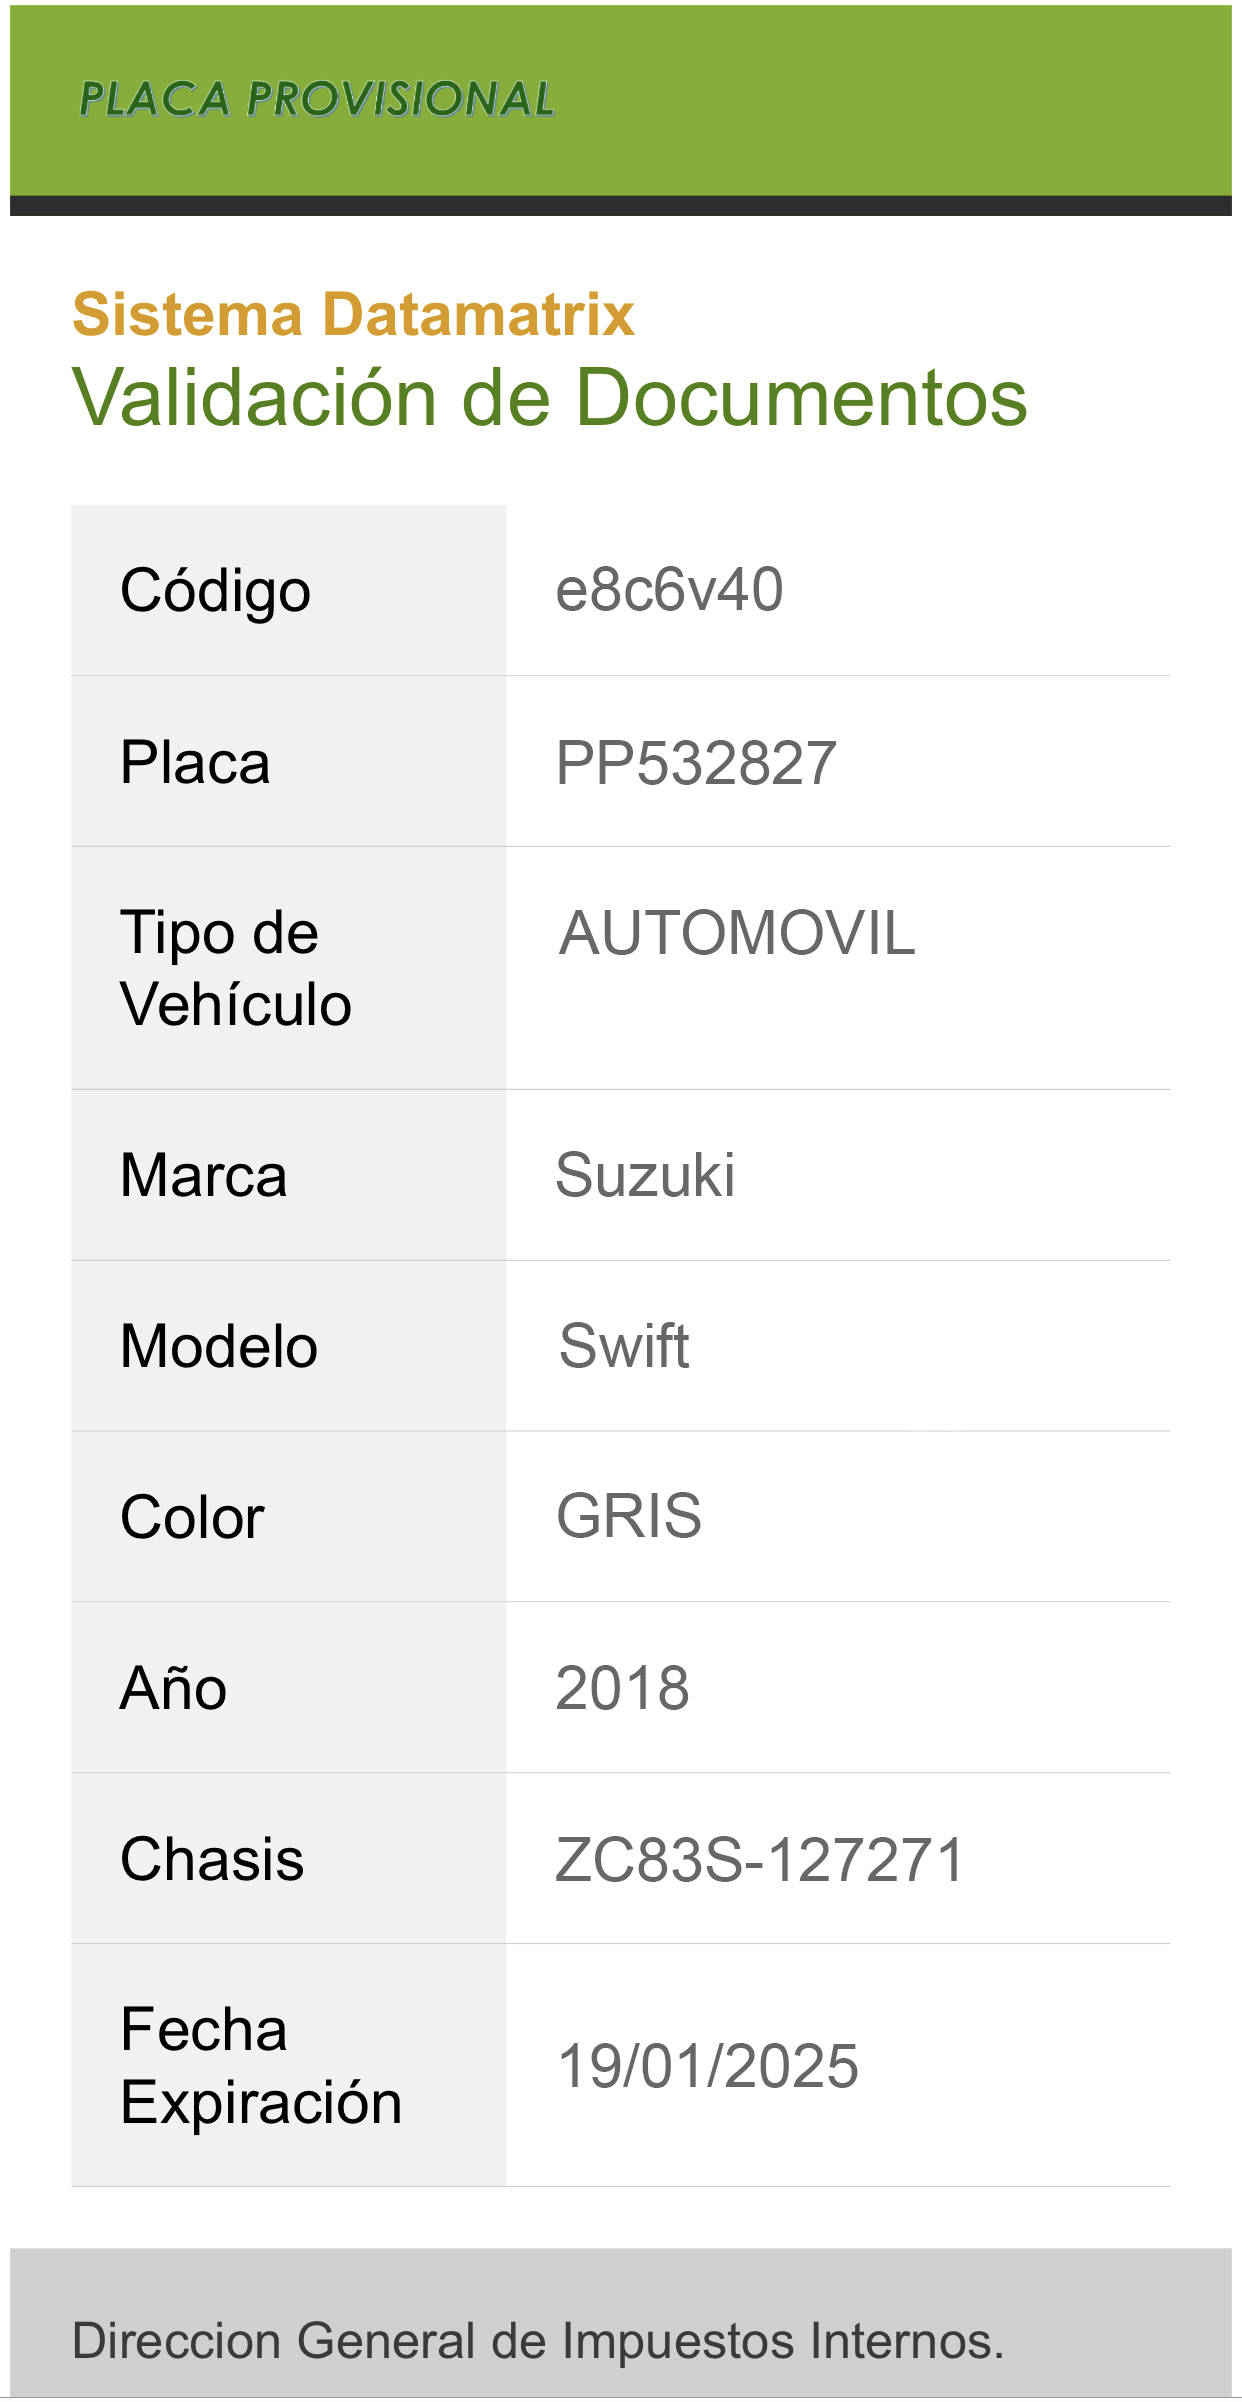 PLACA PROVISIONAL
Sistema Datamatrix
Validación de Documentos
Código e8c6v40
Placa PP532827
Tipo de AUTOMOVIL
Vehículo
Marca Suzuki
Modelo Swift
Color GRIS
Año 2018
Chasis ZC83S-127271
Fecha
Expiración 19/01/2025
Direccion General de Impuestos Internos.